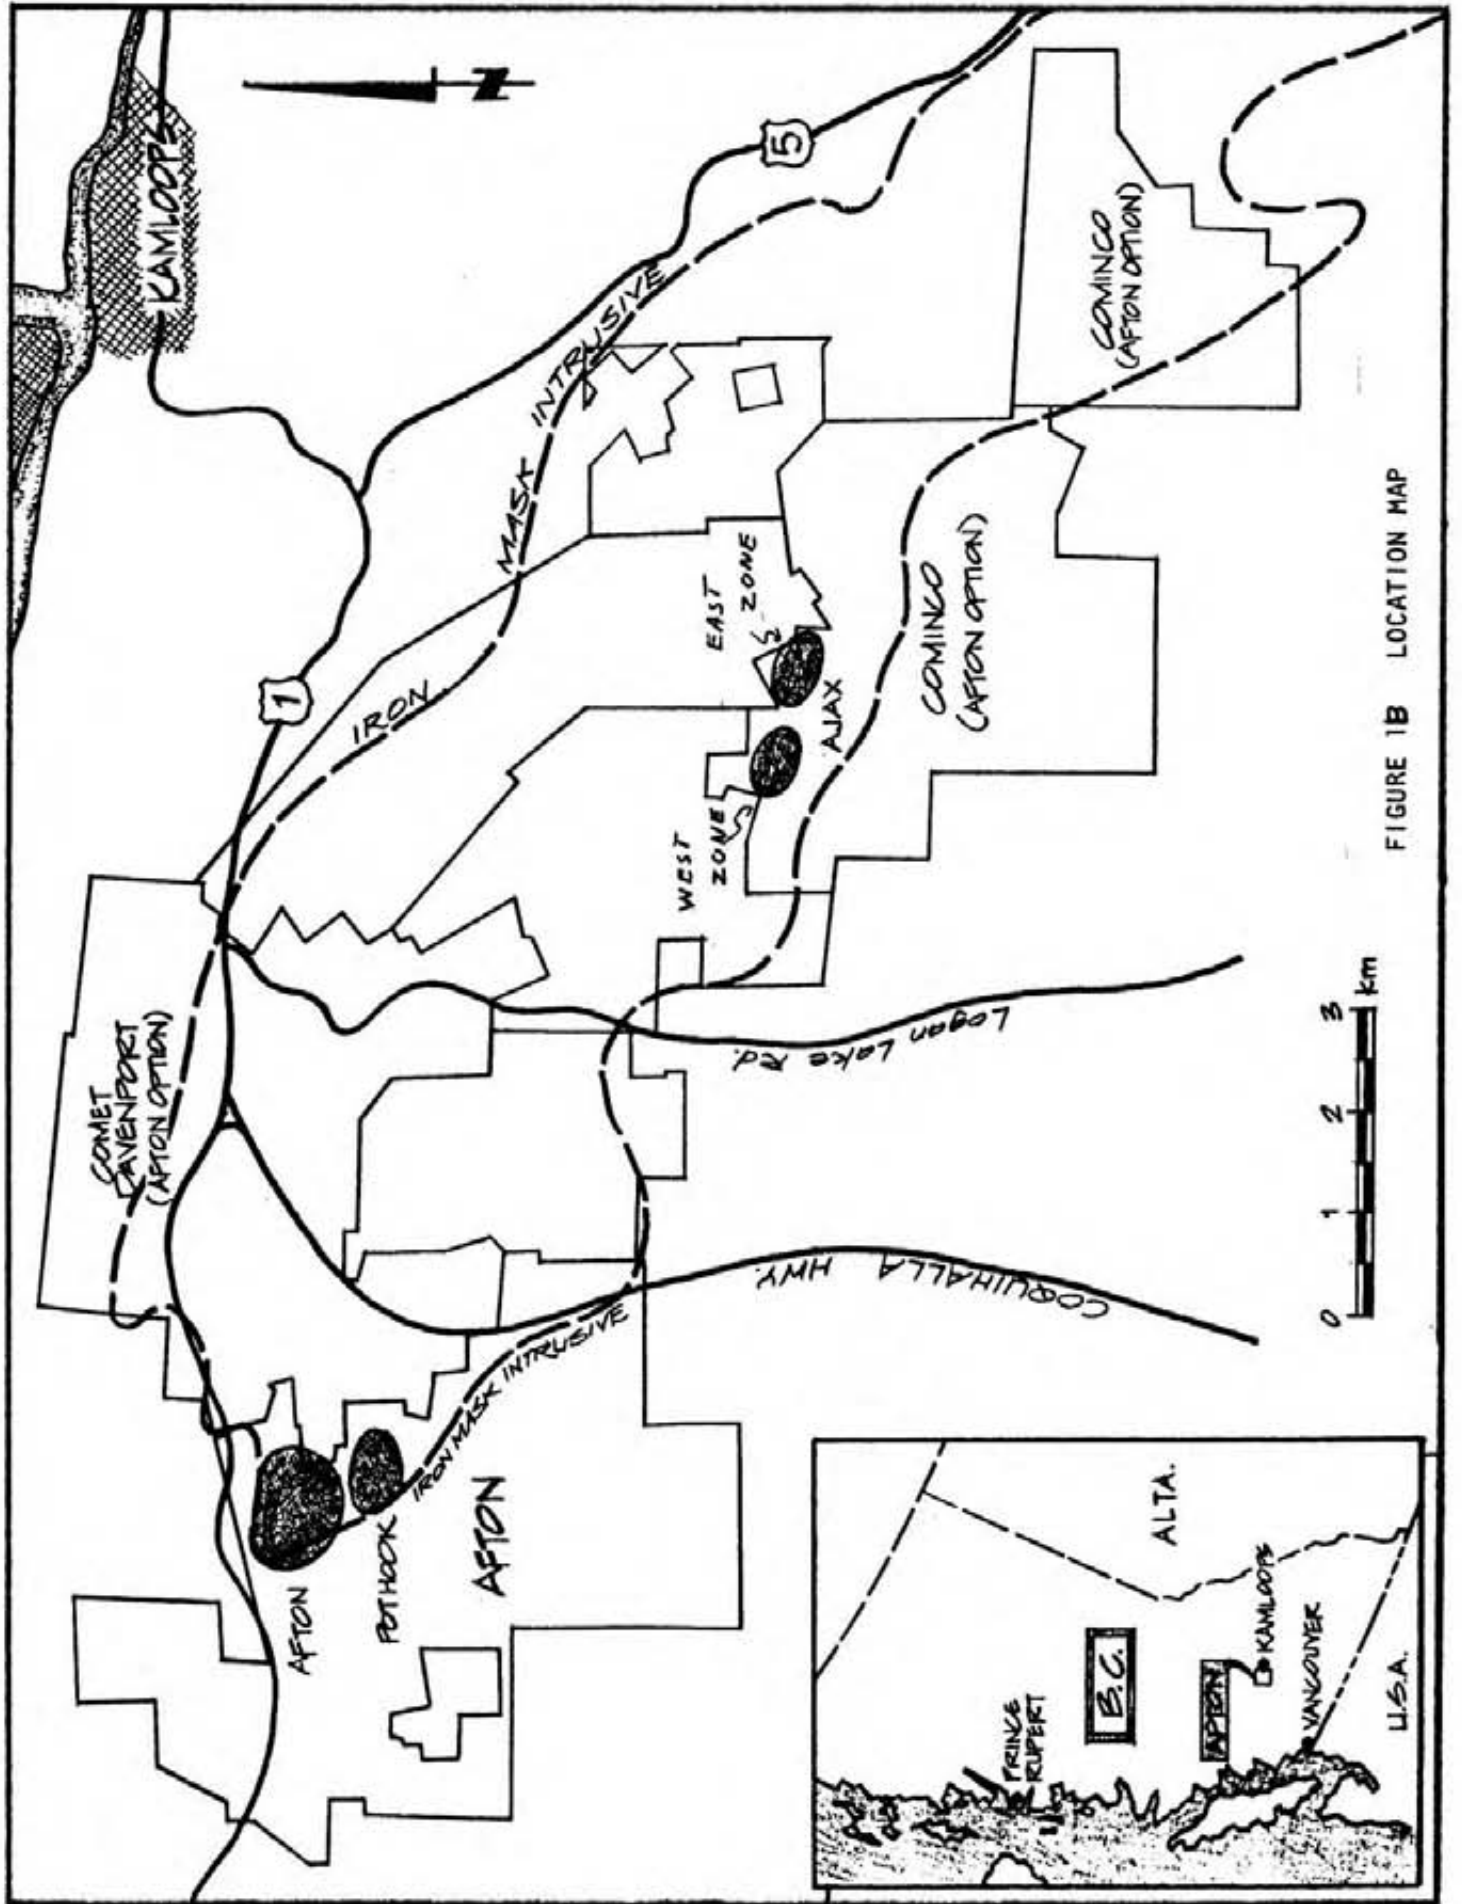 KAMLOOPS
N
5
1
COMET
DAVENPORT
(AFTON OPTION)
IRON MASK INTRUSIVE
EAST
ZONE
WEST
ZONE
AJAX
COMINCO
(AFTON OPTION)
COMINCO
(AFTON OPTION)
AFTON
POTHOOK
IRON MASK INTRUSIVE
AFTON
Logan Lake Rd.
COQUIHALLA HWY.
0 1 2 3
km
PRINCE
RUPERT
B.C.
ALTA.
AFTON
KAMLOOPS
VANCOUVER
U.S.A.
FIGURE 1B LOCATION MAP